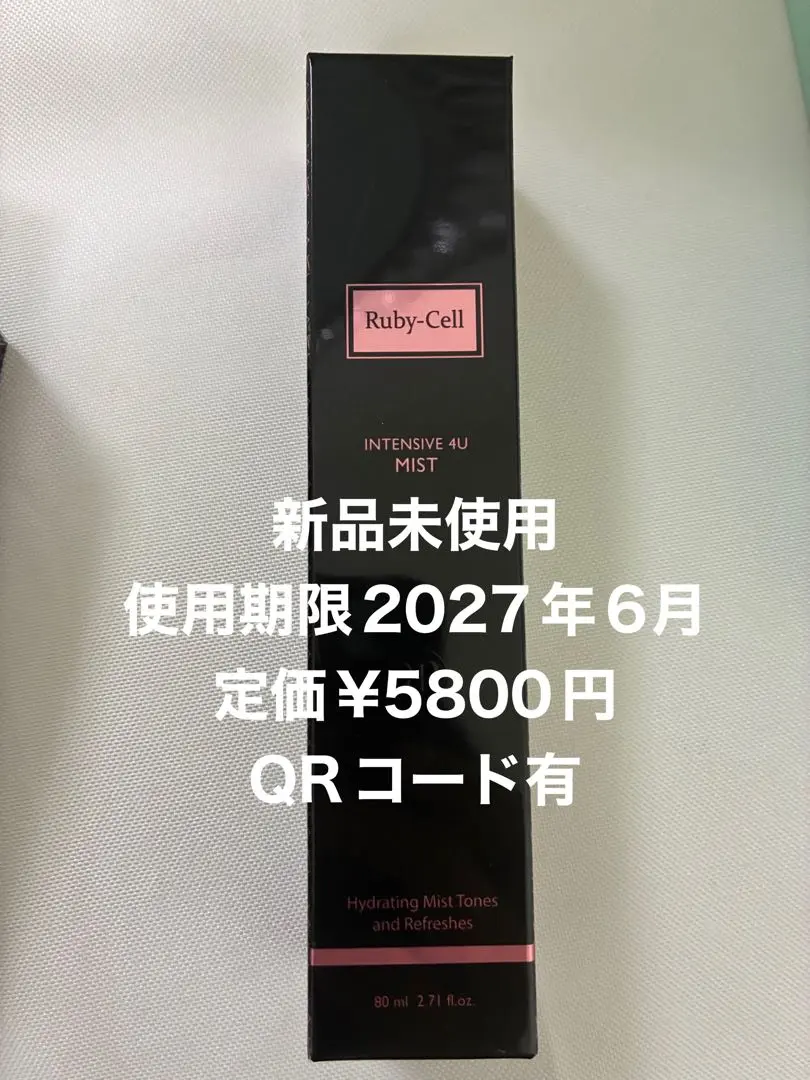 Ruby-Cell
INTENSIVE 4U
MIST
新品未使用
使用期限2027年6月
定価¥5800円
QRコード有
Hydrating Mist Tones
and Refreshes
80 ml 2.71 fl.oz.